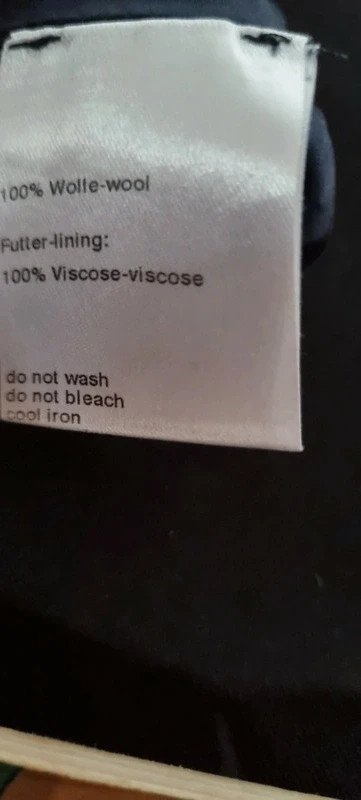 100% Wolle-wool
Futter-lining:
100% Viscose-viscose
do not wash
do not bleach
cool iron